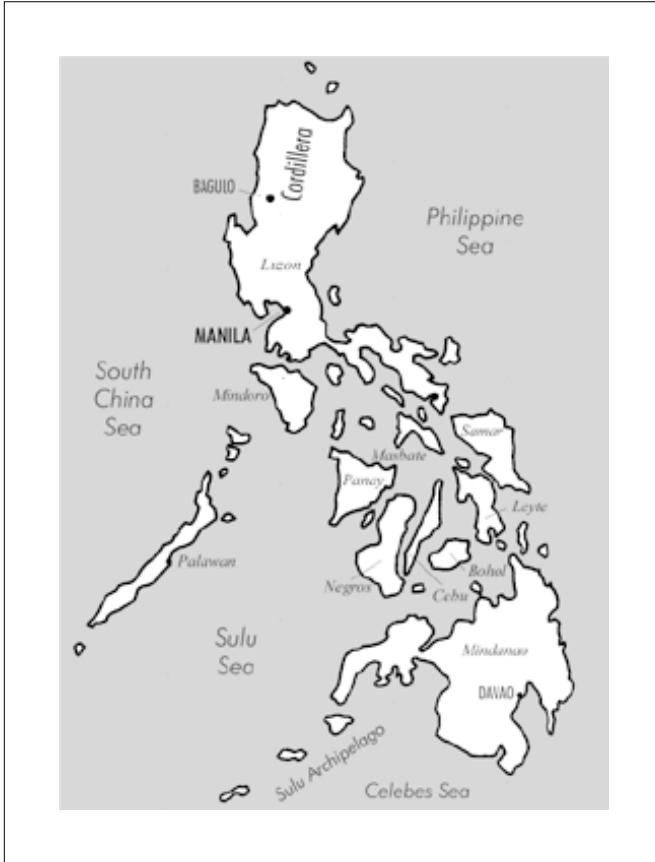 Cordillera
BAGULO
Philippine
Sea
Luzon
MANILA
South
China
Sea
Mindoro
Samar
Masbate
Panay
Leyte
Palawan
Bohol
Negros
Cebu
Sulu
Sea
Mindanao
DAVAO
Sulu Archipelago
Celebes Sea